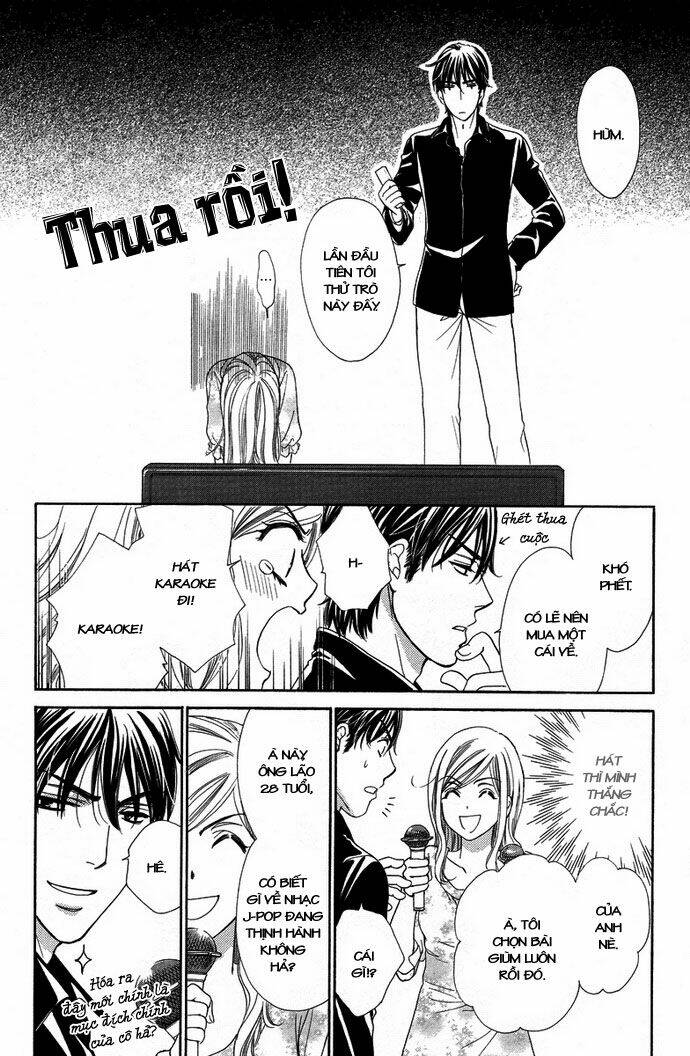 HỪM.
Thua rồi!
LẦN ĐẦU
TIÊN TÔI
THỬ TRÒ
NÀY ĐẤY.
...
Ghét thua
cuộc
KHÓ
PHẾT.
CÓ LẼ NÊN
MUA MỘT
CÁI VỀ.
H-
HÁT
KARAOKE
ĐI!
KARAOKE!
HÁT
THÌ MÌNH
THẮNG
CHẮC!
CỦA
ANH
NÈ.
À, TÔI
CHỌN BÀI
GIÙM LUÔN
RỒI ĐÓ.
CÁI
GÌ!?
À NÀY
ÔNG LÃO
28 TUỔI,
CÓ BIẾT
GÌ VỀ NHẠC
J-POP ĐANG
THỊNH HÀNH
KHÔNG
HẢ?
HÊ.
Hóa ra
đây mới chính là
mục đích chính
của cô hả?